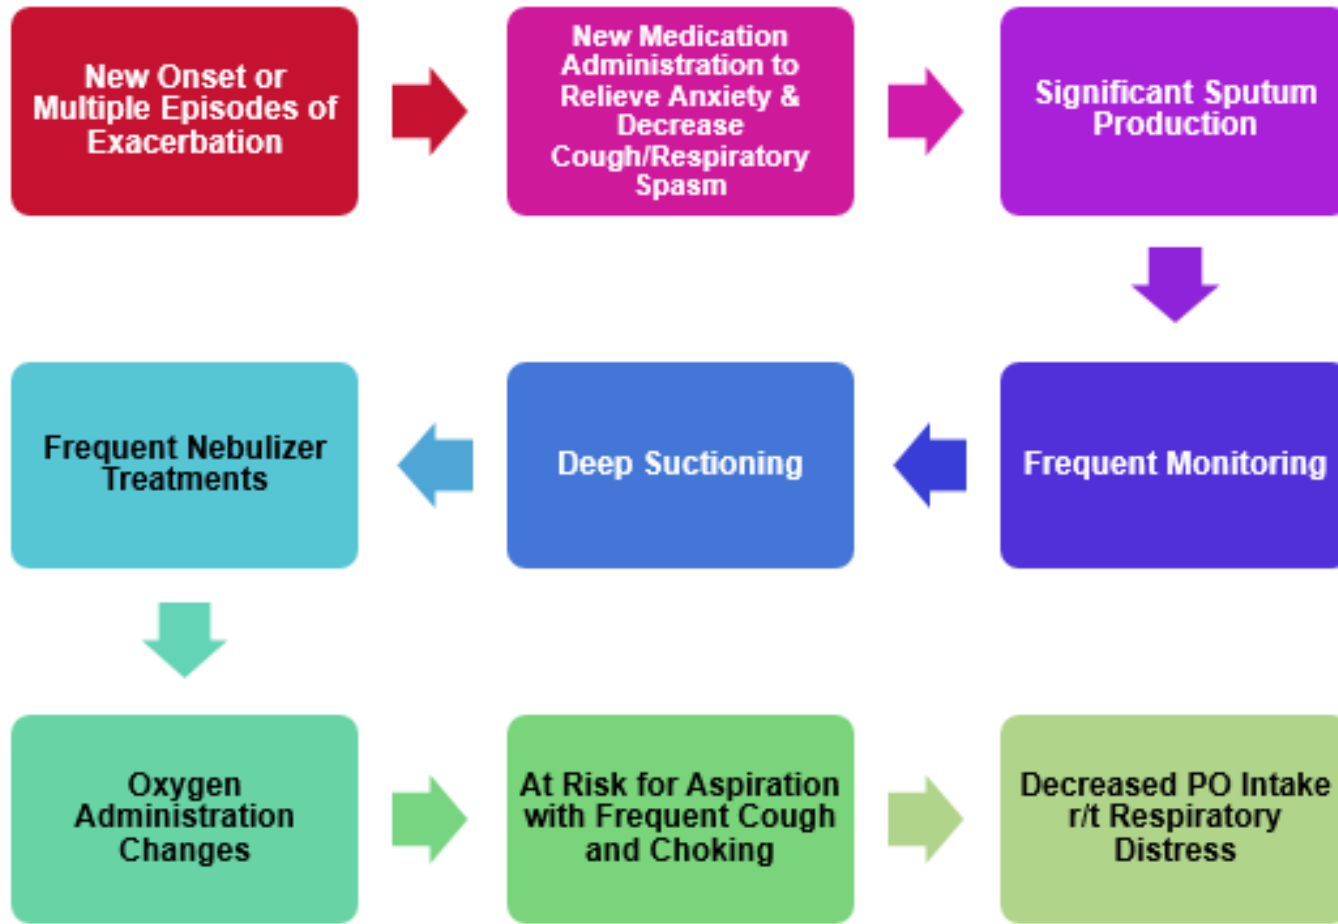 New Onset or
Multiple Episodes of
Exacerbation
New Medication
Administration to
Relieve Anxiety &
Decrease
Cough/Respiratory
Spasm
Significant Sputum
Production
Frequent Monitoring
Deep Suctioning
Frequent Nebulizer
Treatments
Oxygen
Administration
Changes
At Risk for Aspiration
with Frequent Cough
and Choking
Decreased PO Intake
r/t Respiratory
Distress